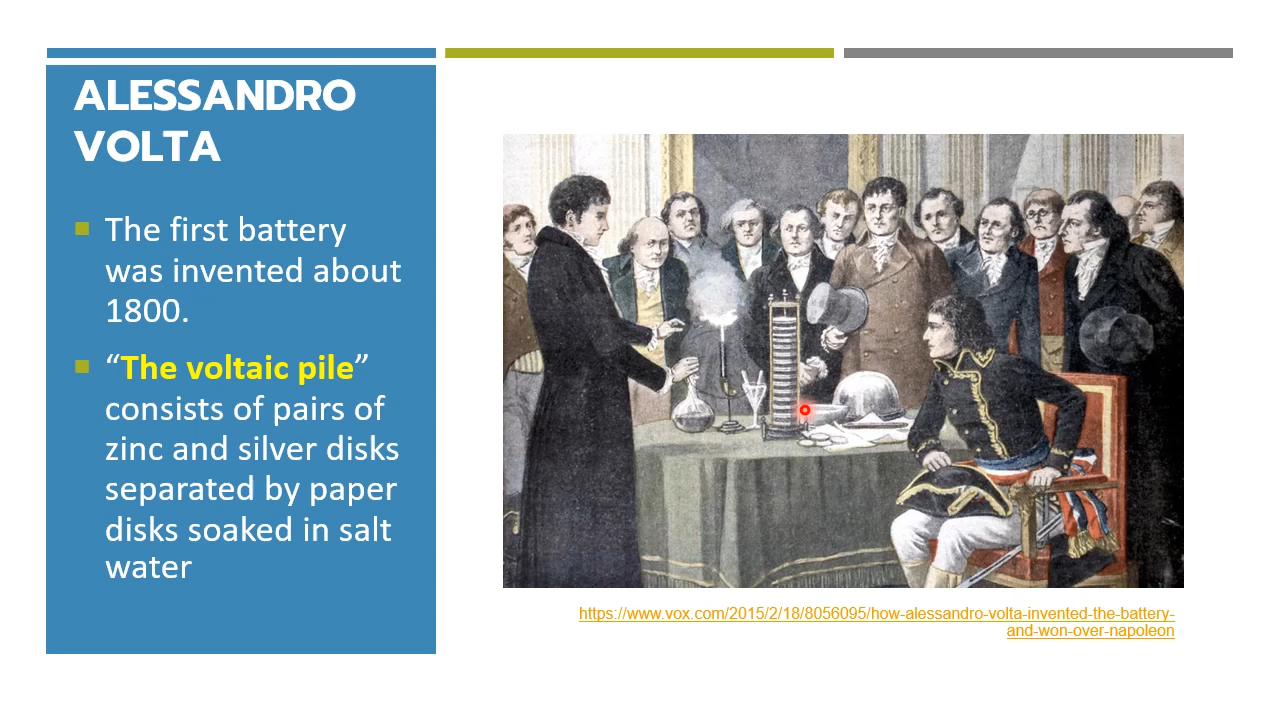 ALESSANDRO
VOLTA
The first battery
was invented about
1800.
“The voltaic pile”
consists of pairs of
zinc and silver disks
separated by paper
disks soaked in salt
water
https://www.vox.com/2015/2/18/8056095/how-alessandro-volta-invented-the-battery-
and-won-over-napoleon